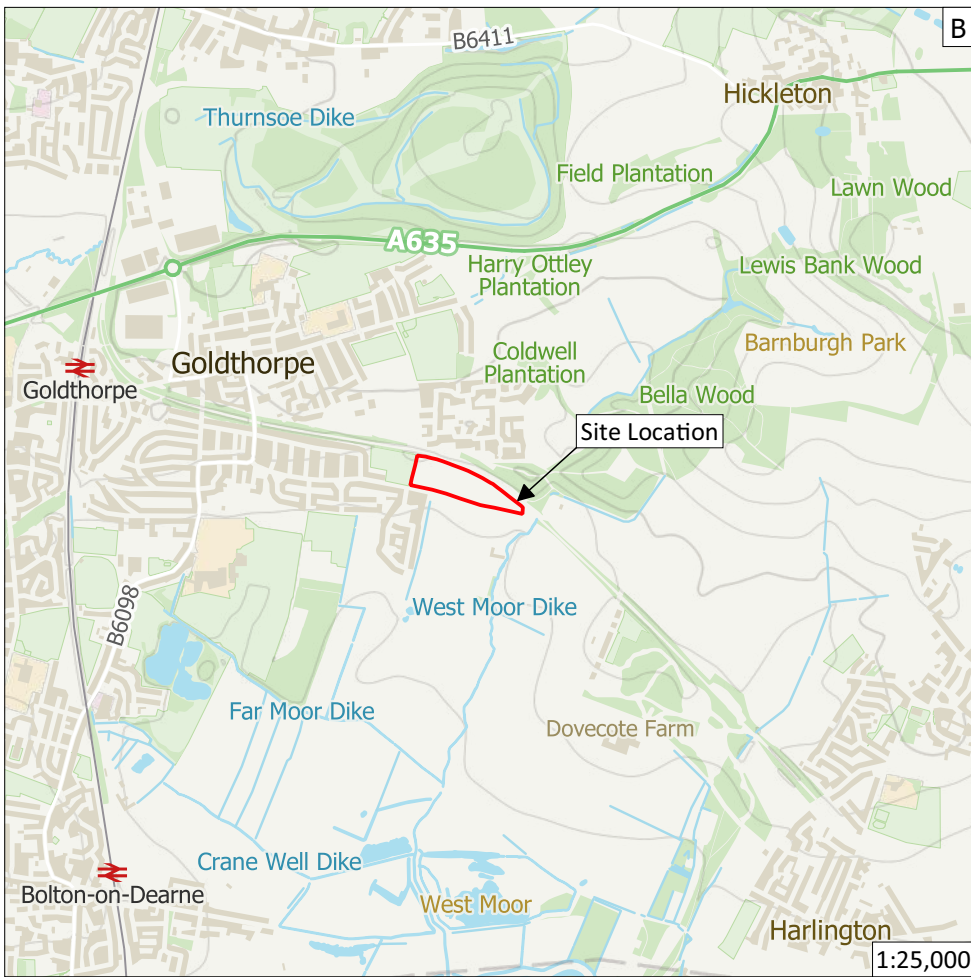 B
B6411
Hickleton
Thurnsoe Dike
Field Plantation
Lawn Wood
A635
Harry Ottley
Plantation
Lewis Bank Wood
Barnburgh Park
Goldthorpe
Coldwell
Plantation
Goldthorpe
Bella Wood
Site Location
B6098
West Moor Dike
Far Moor Dike
Dovecote Farm
Crane Well Dike
Bolton-on-Dearne
West Moor
Harlington
1:25,000